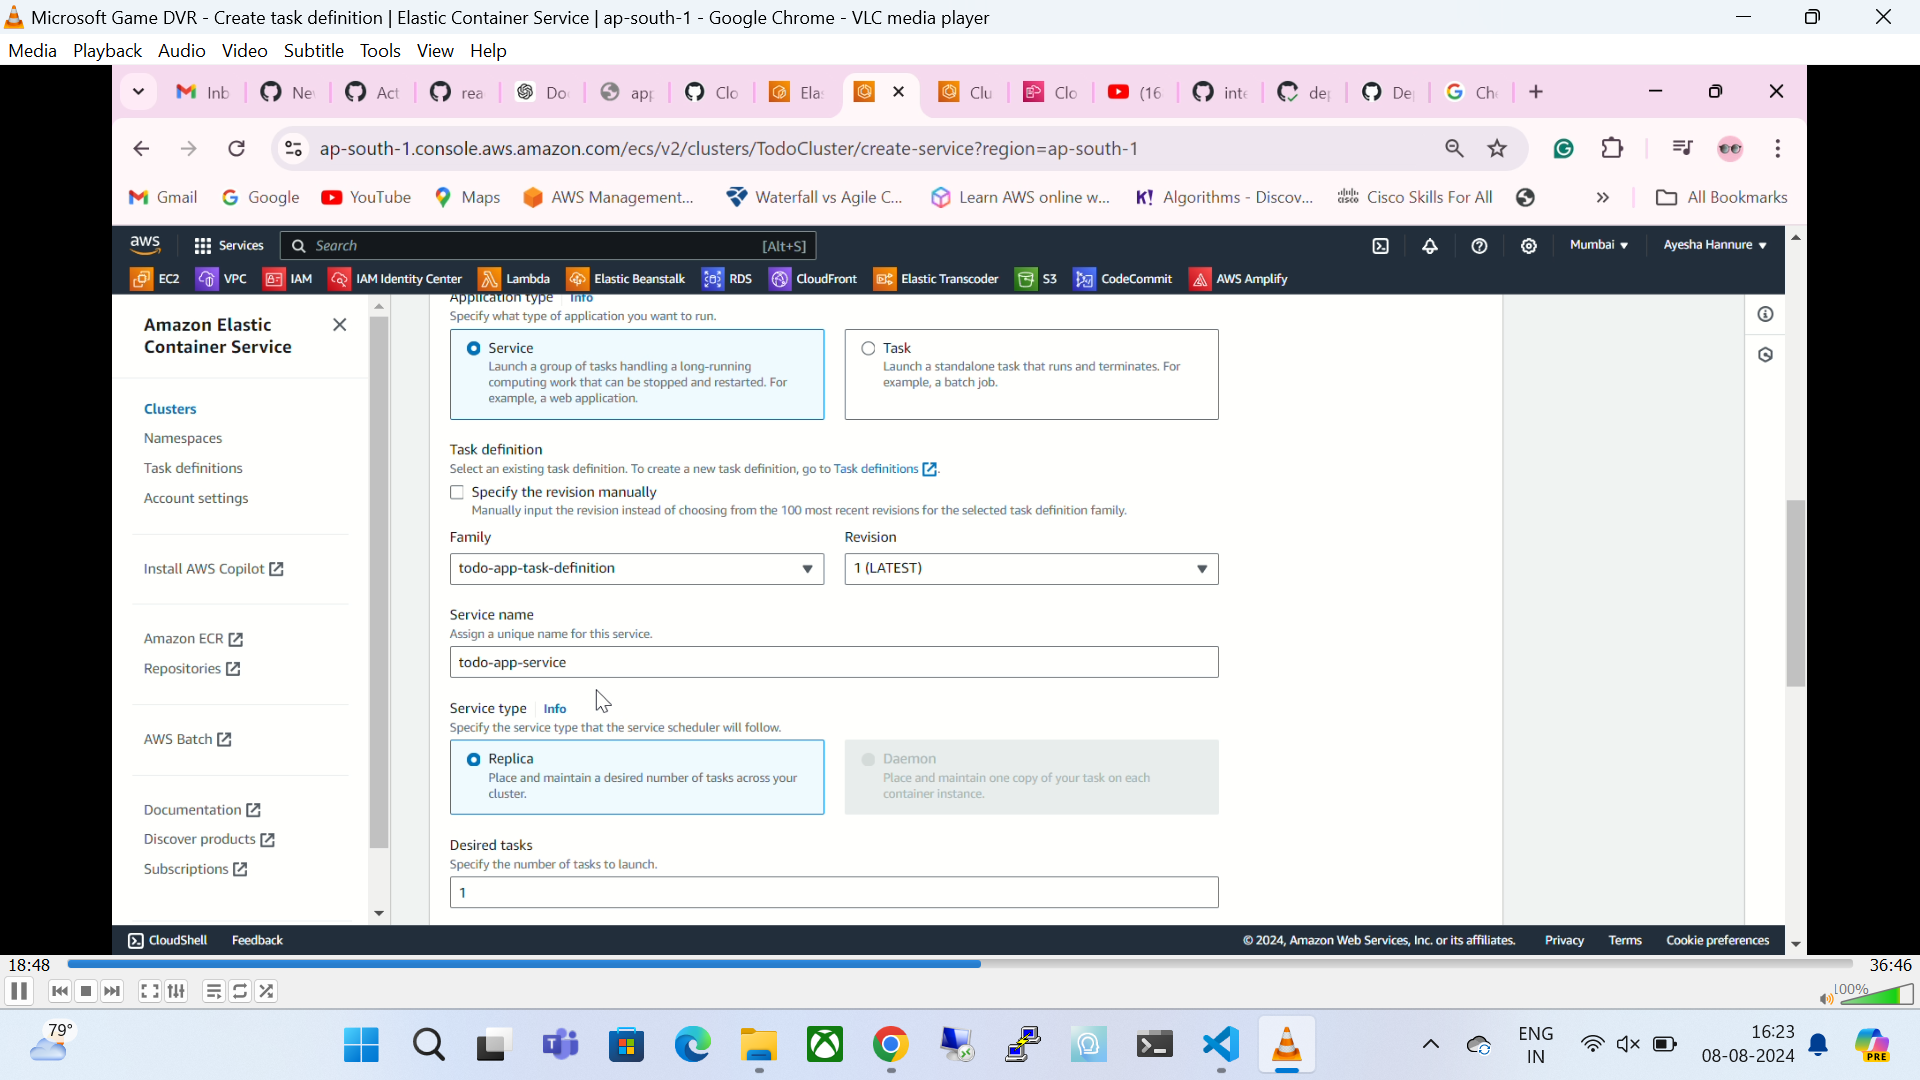 Microsoft Game DVR - Create task definition | Elastic Container Service | ap-south-1 - Google Chrome - VLC media player
Media Playback Audio Video Subtitle Tools View Help
Inb Ne Act rea Do app Clo Ela Clu Clo (16 inte de De Ch
ap-south-1.console.aws.amazon.com/ecs/v2/clusters/TodoCluster/create-service?region=ap-south-1
Gmail Google YouTube Maps AWS Management... Waterfall vs Agile C... Learn AWS online w... K! Algorithms - Discov... Cisco Skills For All » All Bookmarks
aws Services Search [Alt+S] Mumbai Ayesha Hannure
EC2 VPC IAM IAM Identity Center Lambda Elastic Beanstalk RDS CloudFront Elastic Transcoder S3 CodeCommit AWS Amplify
Amazon Elastic
Container Service
Clusters
Namespaces
Task definitions
Account settings
Install AWS Copilot
Amazon ECR
Repositories
AWS Batch
Documentation
Discover products
Subscriptions
Application type Info
Specify what type of application you want to run.
Service
Launch a group of tasks handling a long-running
computing work that can be stopped and restarted. For
example, a web application.
Task
Launch a standalone task that runs and terminates. For
example, a batch job.
Task definition
Select an existing task definition. To create a new task definition, go to Task definitions.
Specify the revision manually
Manually input the revision instead of choosing from the 100 most recent revisions for the selected task definition family.
Family Revision
todo-app-task-definition 1 (LATEST)
Service name
Assign a unique name for this service.
todo-app-service
Service type Info
Specify the service type that the service scheduler will follow.
Replica
Place and maintain a desired number of tasks across your
cluster.
Daemon
Place and maintain one copy of your task on each
container instance.
Desired tasks
Specify the number of tasks to launch.
1
CloudShell Feedback © 2024, Amazon Web Services, Inc. or its affiliates. Privacy Terms Cookie preferences
18:48 36:46
100%
79° ENG 16:23
IN 08-08-2024 PRE